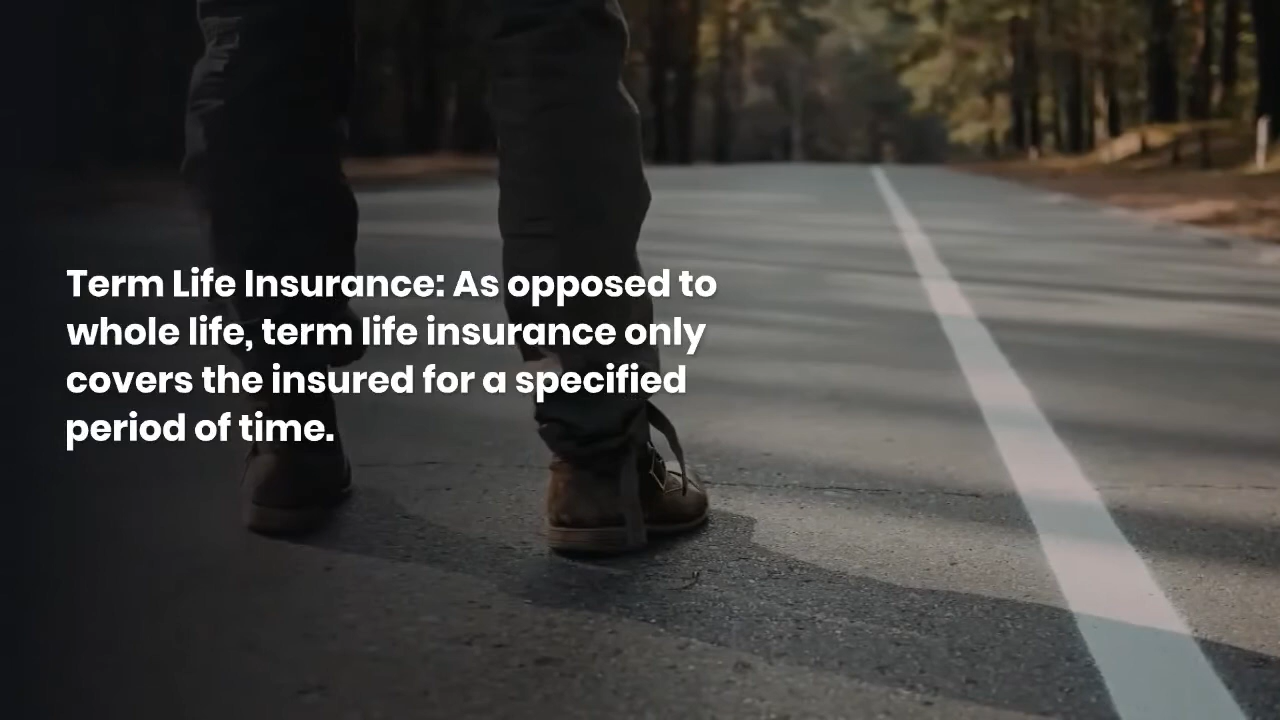 Term Life Insurance: As opposed to
whole life, term life insurance only
covers the insured for a specified
period of time.